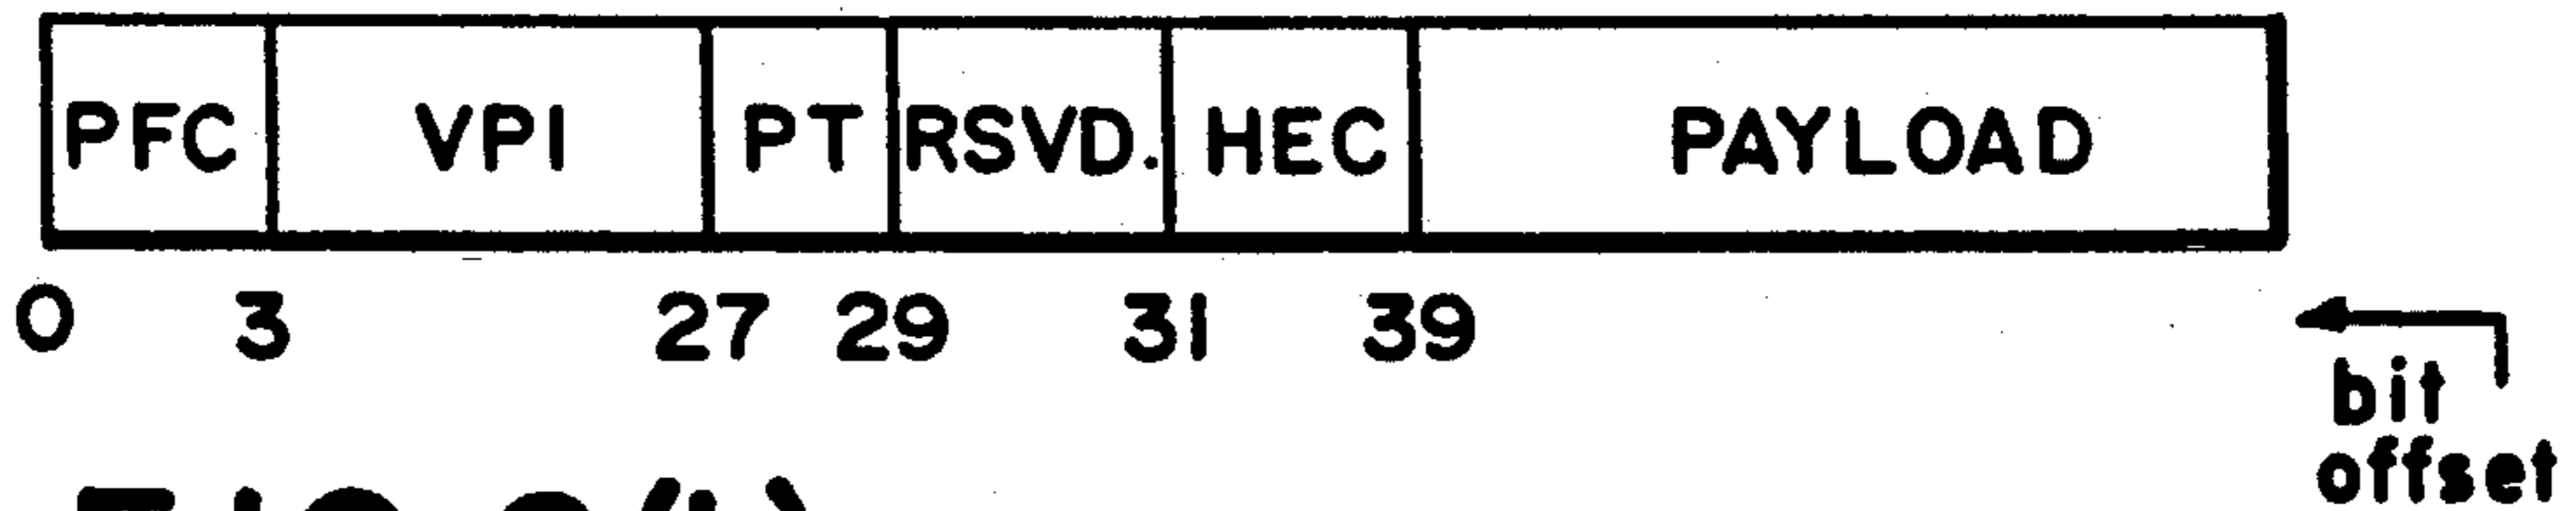 PFC VPI PT RSVD. HEC PAYLOAD
0 3 27 29 31 39
bit
offset